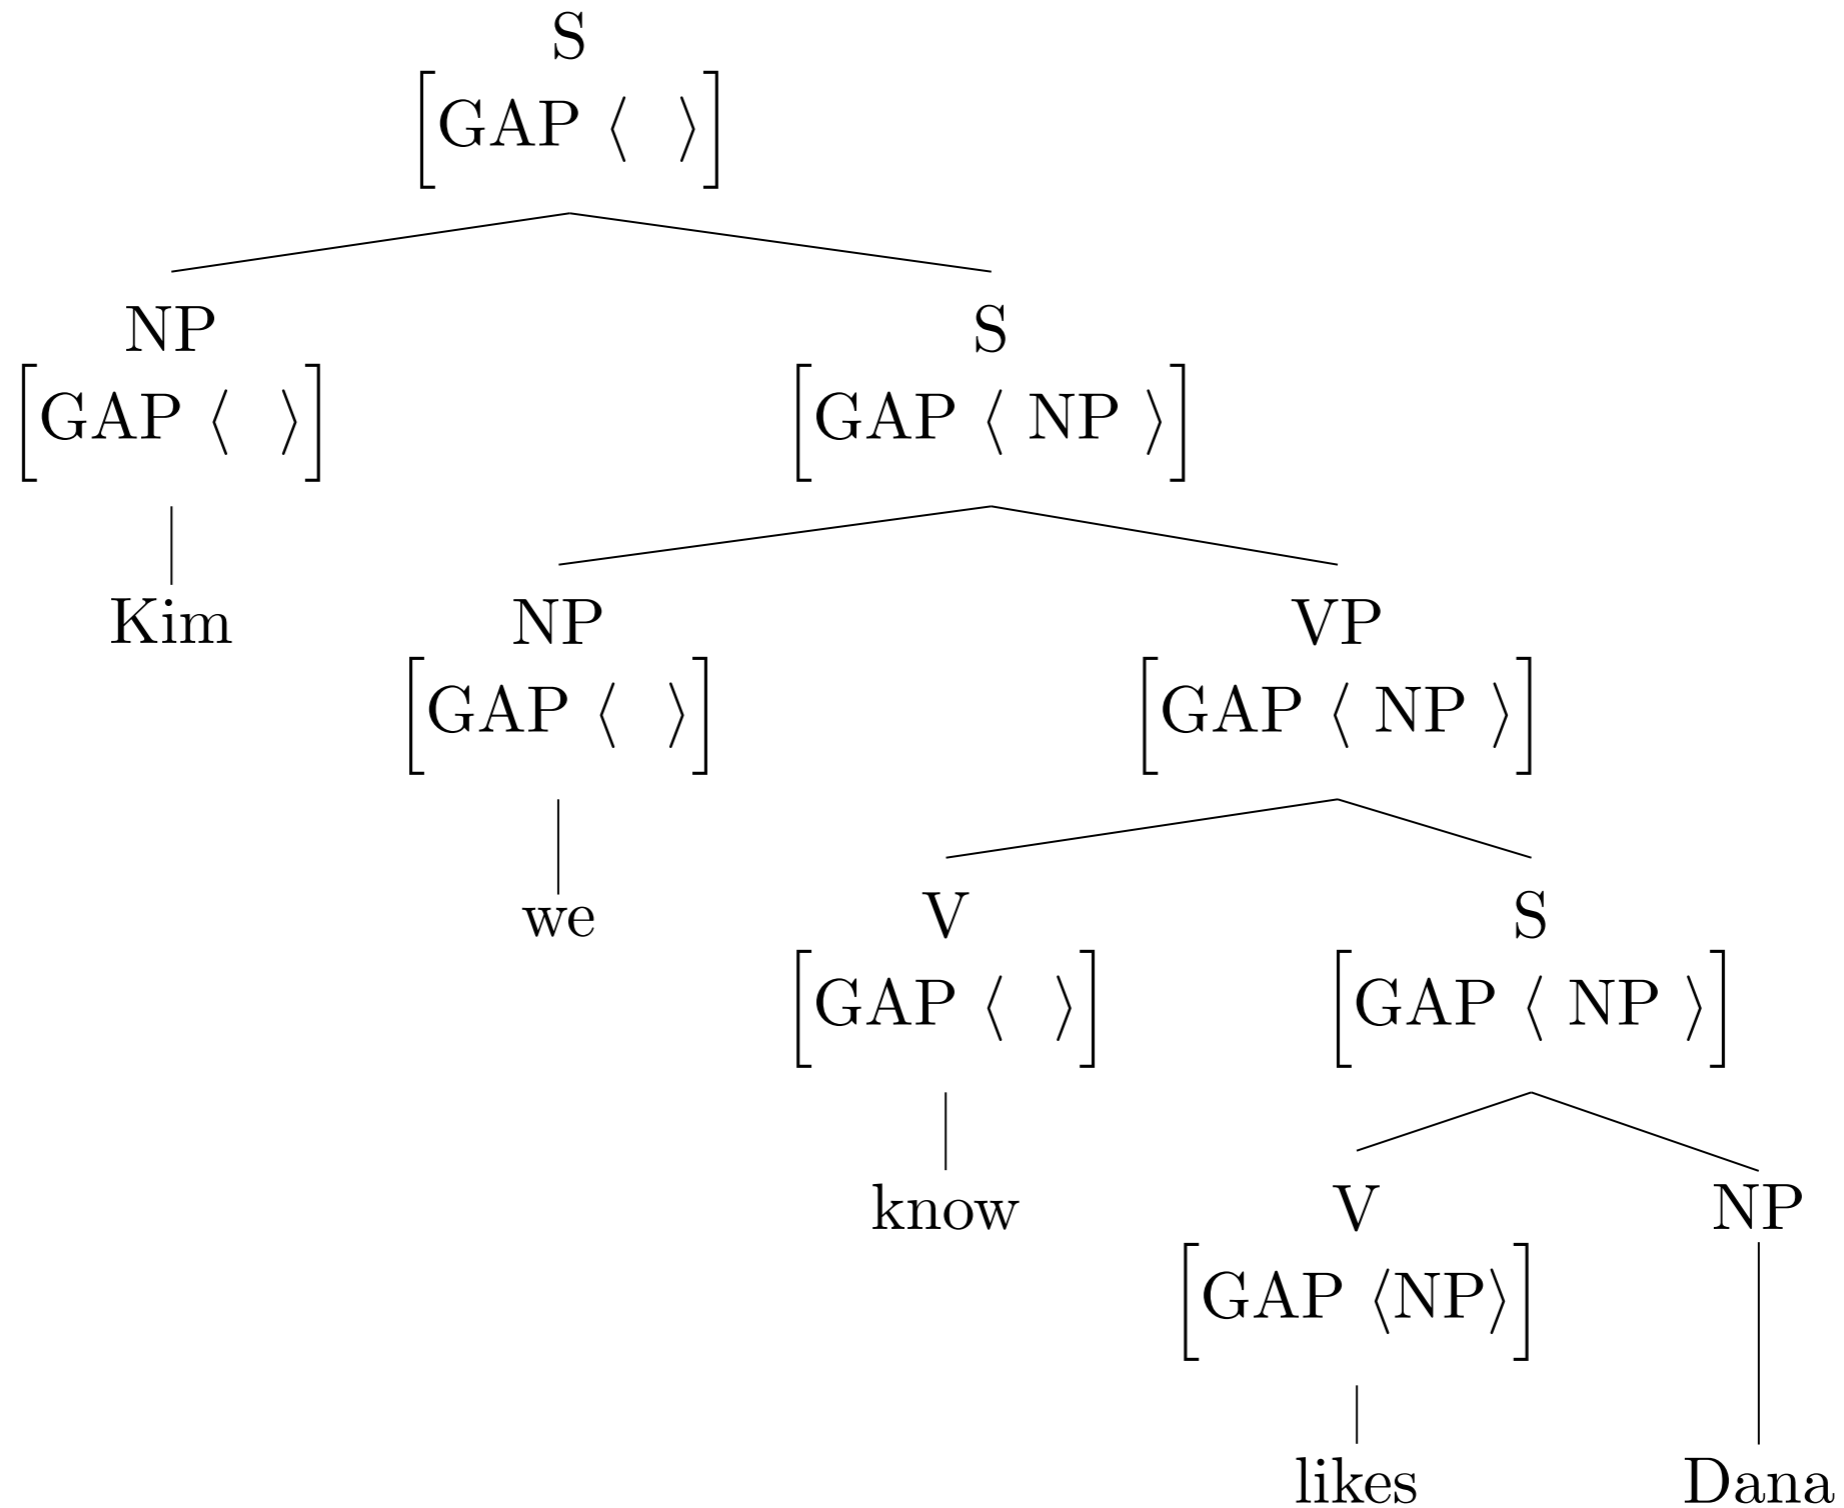 S
[GAP ⟨ ⟩]
NP S
[GAP ⟨ ⟩] [GAP ⟨ NP ⟩]
Kim NP VP
[GAP ⟨ ⟩] [GAP ⟨ NP ⟩]
we V S
[GAP ⟨ ⟩] [GAP ⟨ NP ⟩]
know V NP
[GAP ⟨NP⟩]
likes Dana